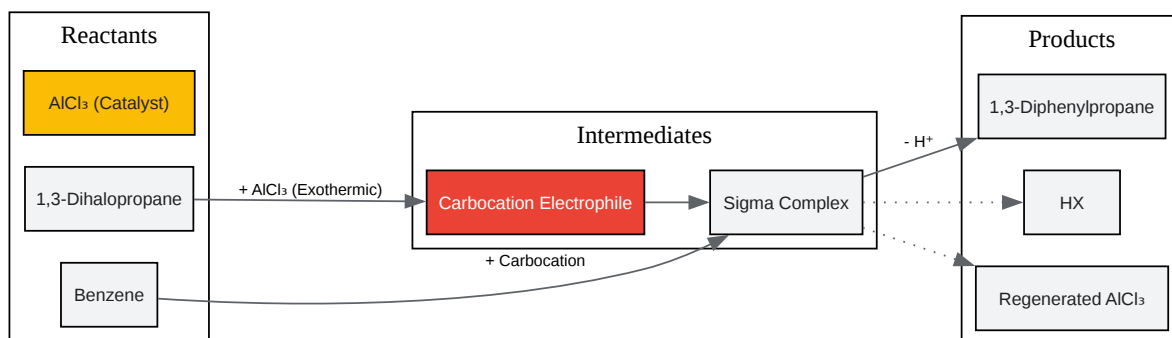 Reactants
AlCl₃ (Catalyst)
1,3-Dihalopropane
Benzene
+ AlCl₃ (Exothermic)
+ Carbocation
Intermediates
Carbocation Electrophile
Sigma Complex
- H⁺
Products
1,3-Diphenylpropane
HX
Regenerated AlCl₃